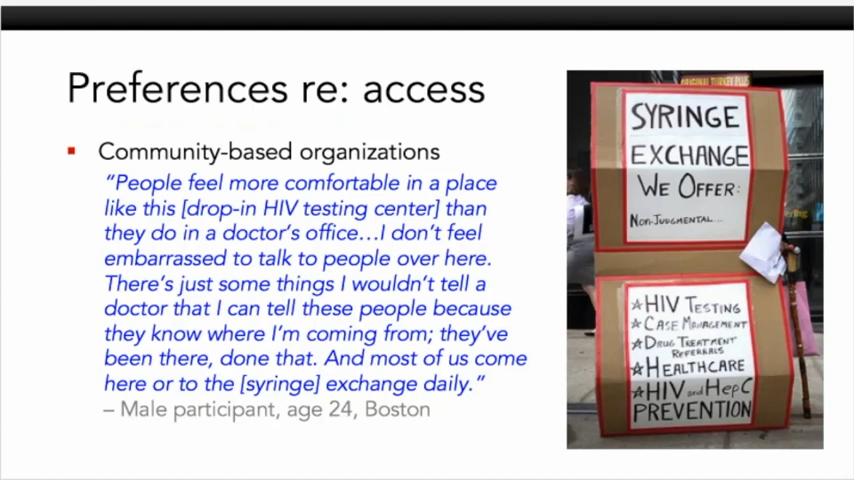 Preferences re: access
▪ Community-based organizations
“People feel more comfortable in a place
like this [drop-in HIV testing center] than
they do in a doctor’s office…I don’t feel
embarrassed to talk to people over here.
There’s just some things I wouldn’t tell a
doctor that I can tell these people because
they know where I’m coming from; they’ve
been there, done that. And most of us come
here or to the [syringe] exchange daily.”
– Male participant, age 24, Boston
ORIGINAL TURKEY PLUS
SYRINGE
EXCHANGE
WE OFFER:
NON-JUDGMENTAL...
★HIV TESTING
★CASE MANAGEMENT
★DRUG TREATMENT
REFERRALS
★HEALTHCARE
★HIV and HEP C
PREVENTION